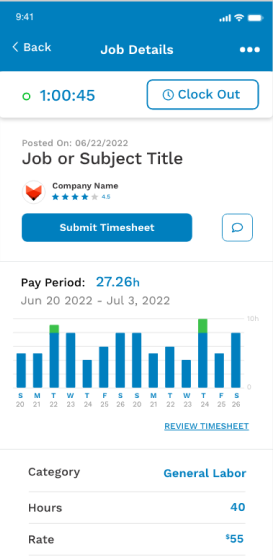 9:41
Back
Job Details
1:00:45
Clock Out
Posted On: 06/22/2022
Job or Subject Title
Company Name
4.5
Submit Timesheet
Pay Period: 27.26h
Jun 20 2022 - Jul 3, 2022
10h
0
S M T W T F S S M T W T F S
20 21 22 23 24 25 26 20 21 22 23 24 25 26
REVIEW TIMESHEET
Category General Labor
Hours 40
Rate $55